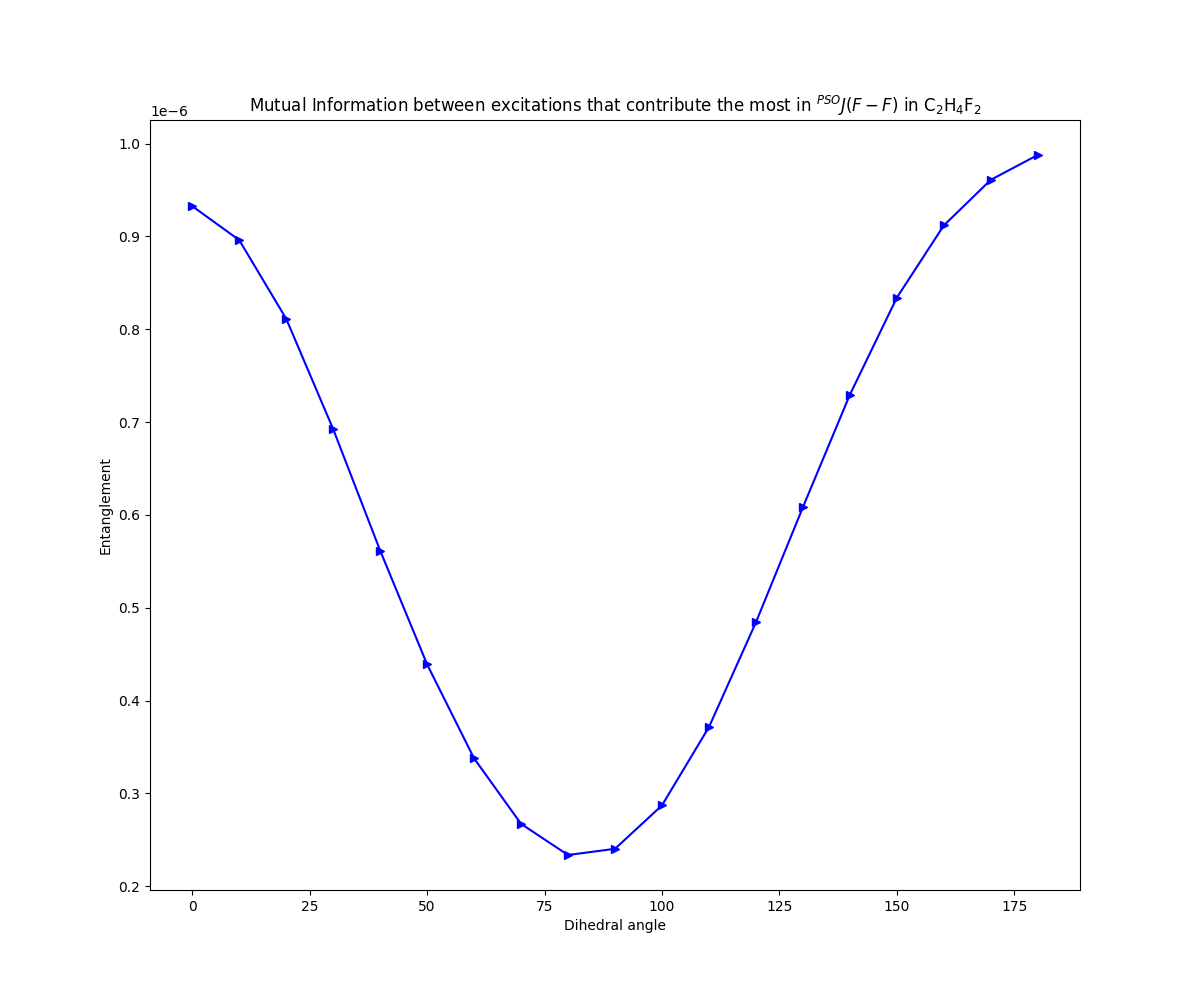 Mutual Information between excitations that contribute the most in ᴾˢᴼJ(F − F) in C₂H₄F₂
1e−6
1.0
0.9
0.8
0.7
0.6
0.5
0.4
0.3
0.2
Entanglement
0 25 50 75 100 125 150 175
Dihedral angle